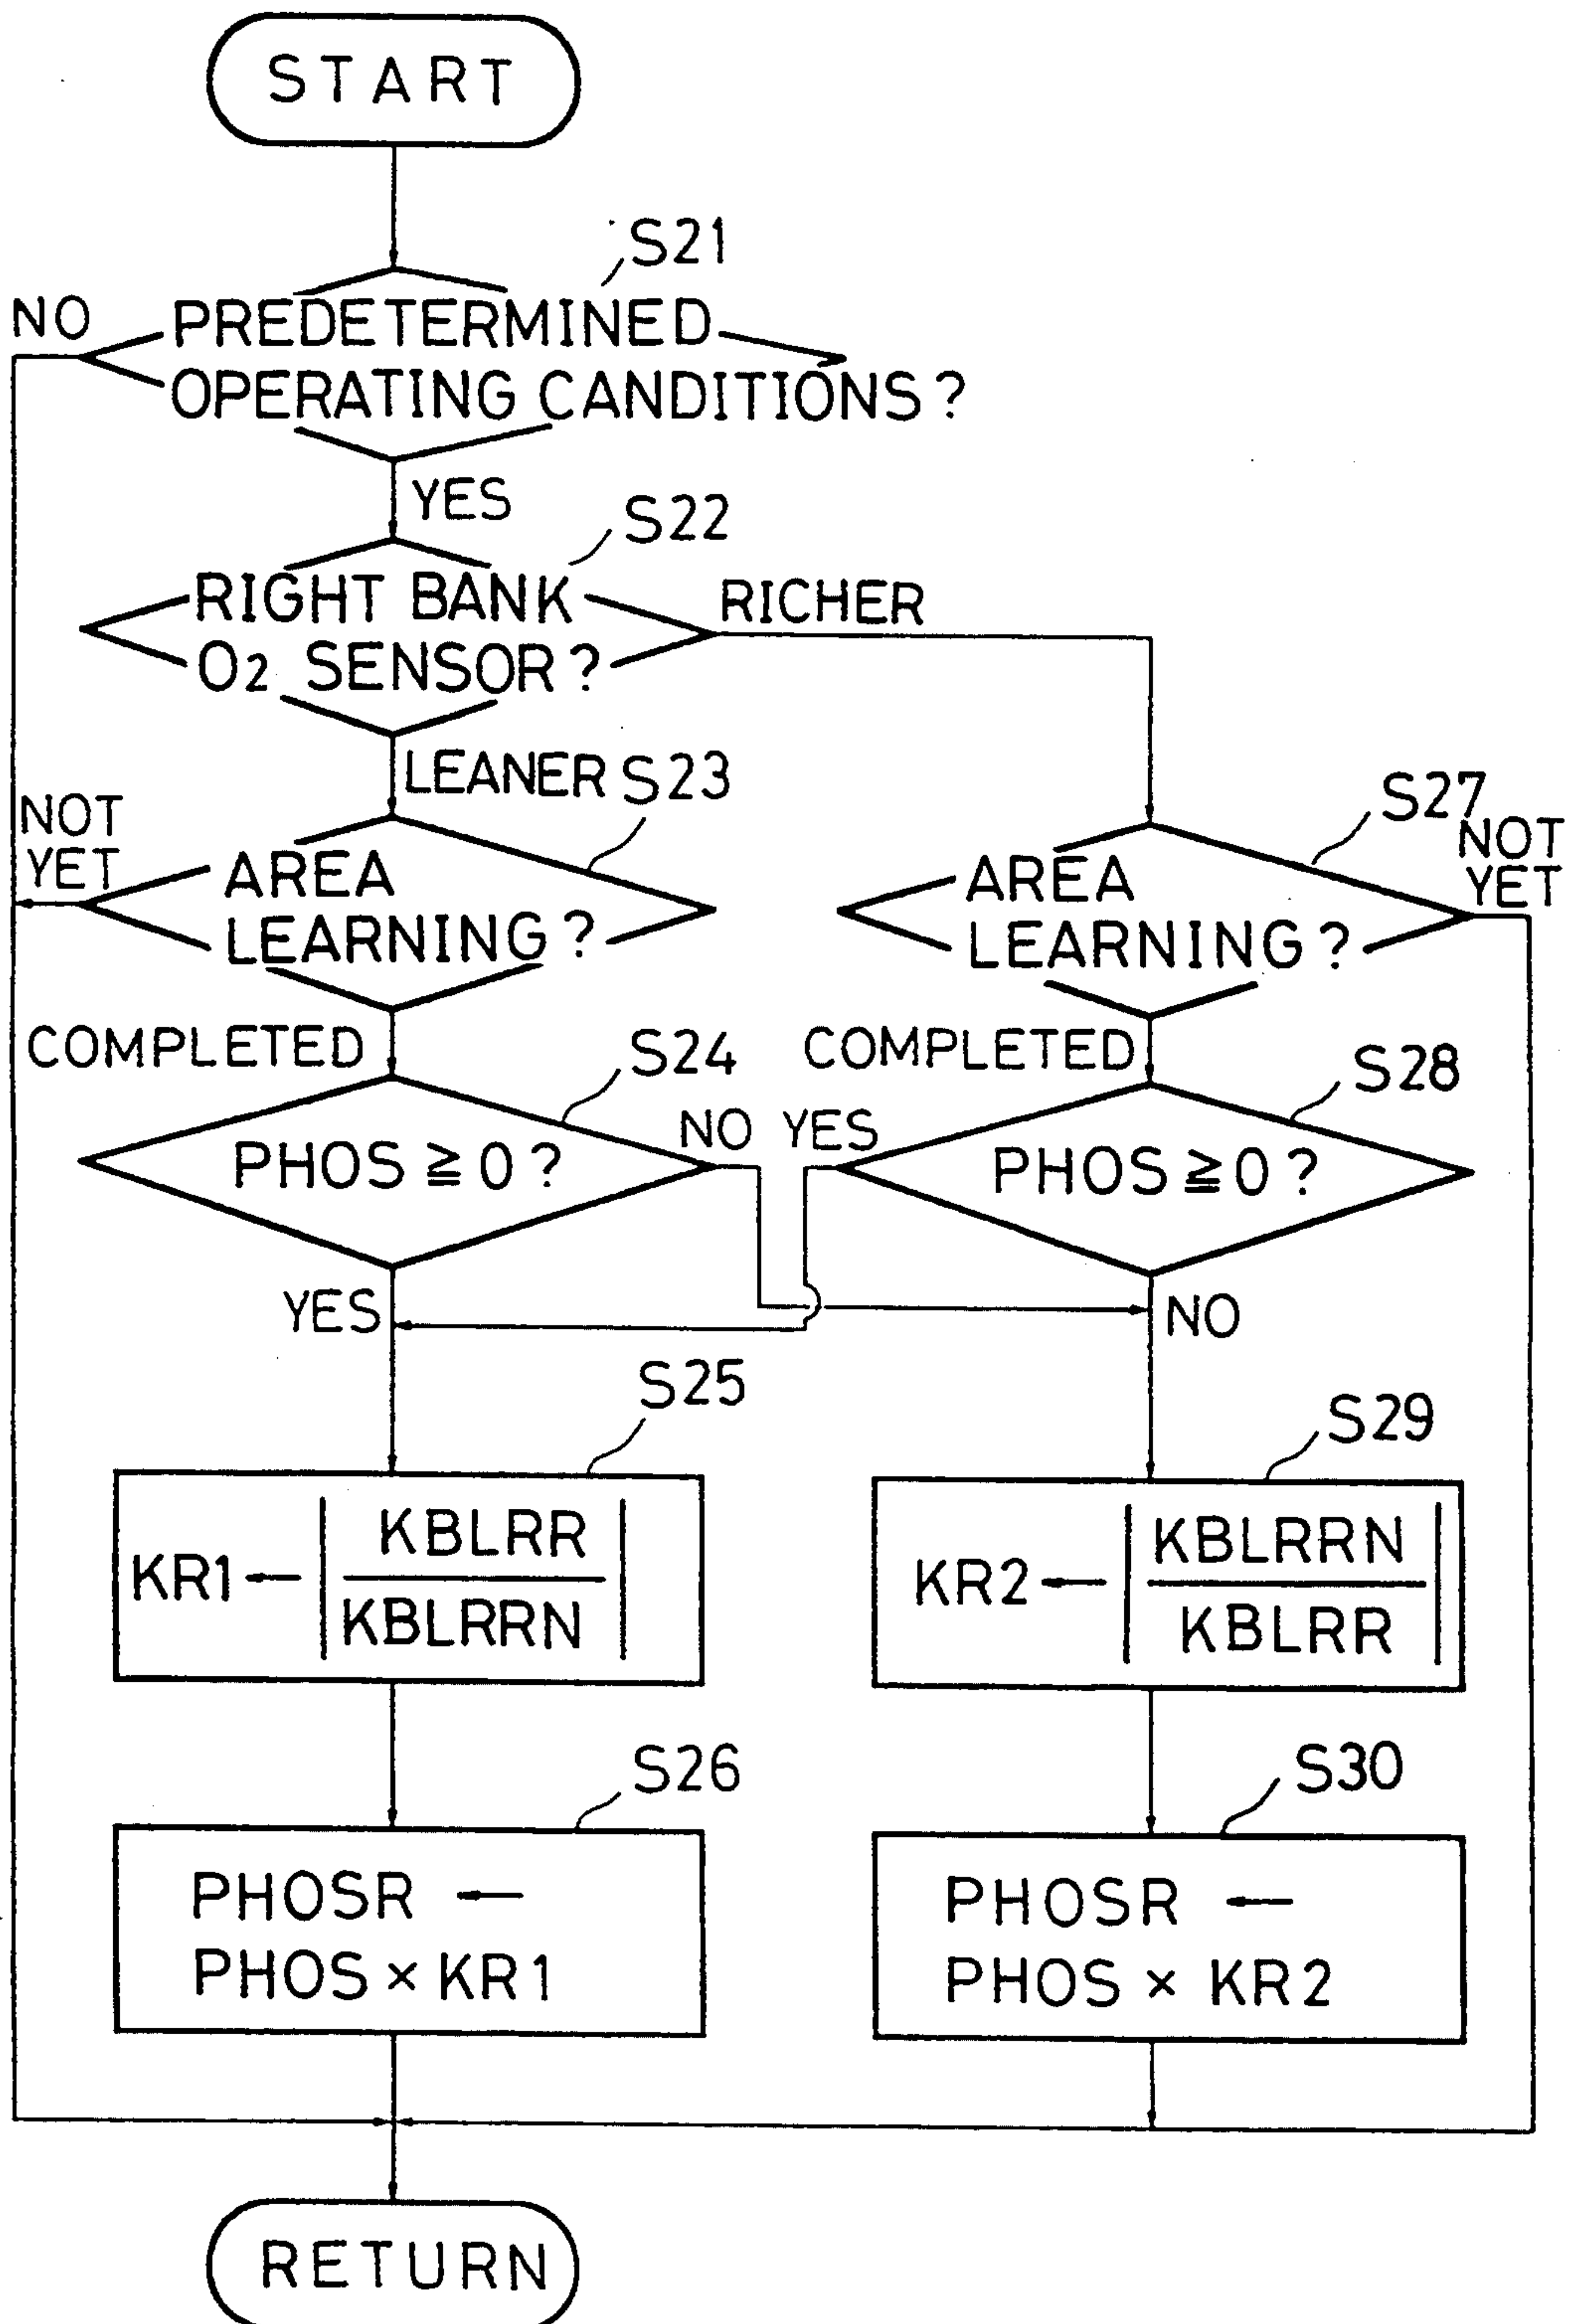 START
S21
NO
PREDETERMINED
OPERATING CANDITIONS?
YES
S22
RIGHT BANK
O2 SENSOR?
RICHER
LEANER
S23
NOT
YET
AREA
LEARNING?
S27
NOT
YET
AREA
LEARNING?
COMPLETED
S24
PHOS ≧ 0?
NO
YES
COMPLETED
S28
PHOS ≧ 0?
YES
NO
S25
KR1 ← | KBLRR
KBLRRN |
S29
KR2 ← | KBLRRN
KBLRR |
S26
PHOSR ←
PHOS × KR1
S30
PHOSR ←
PHOS × KR2
RETURN